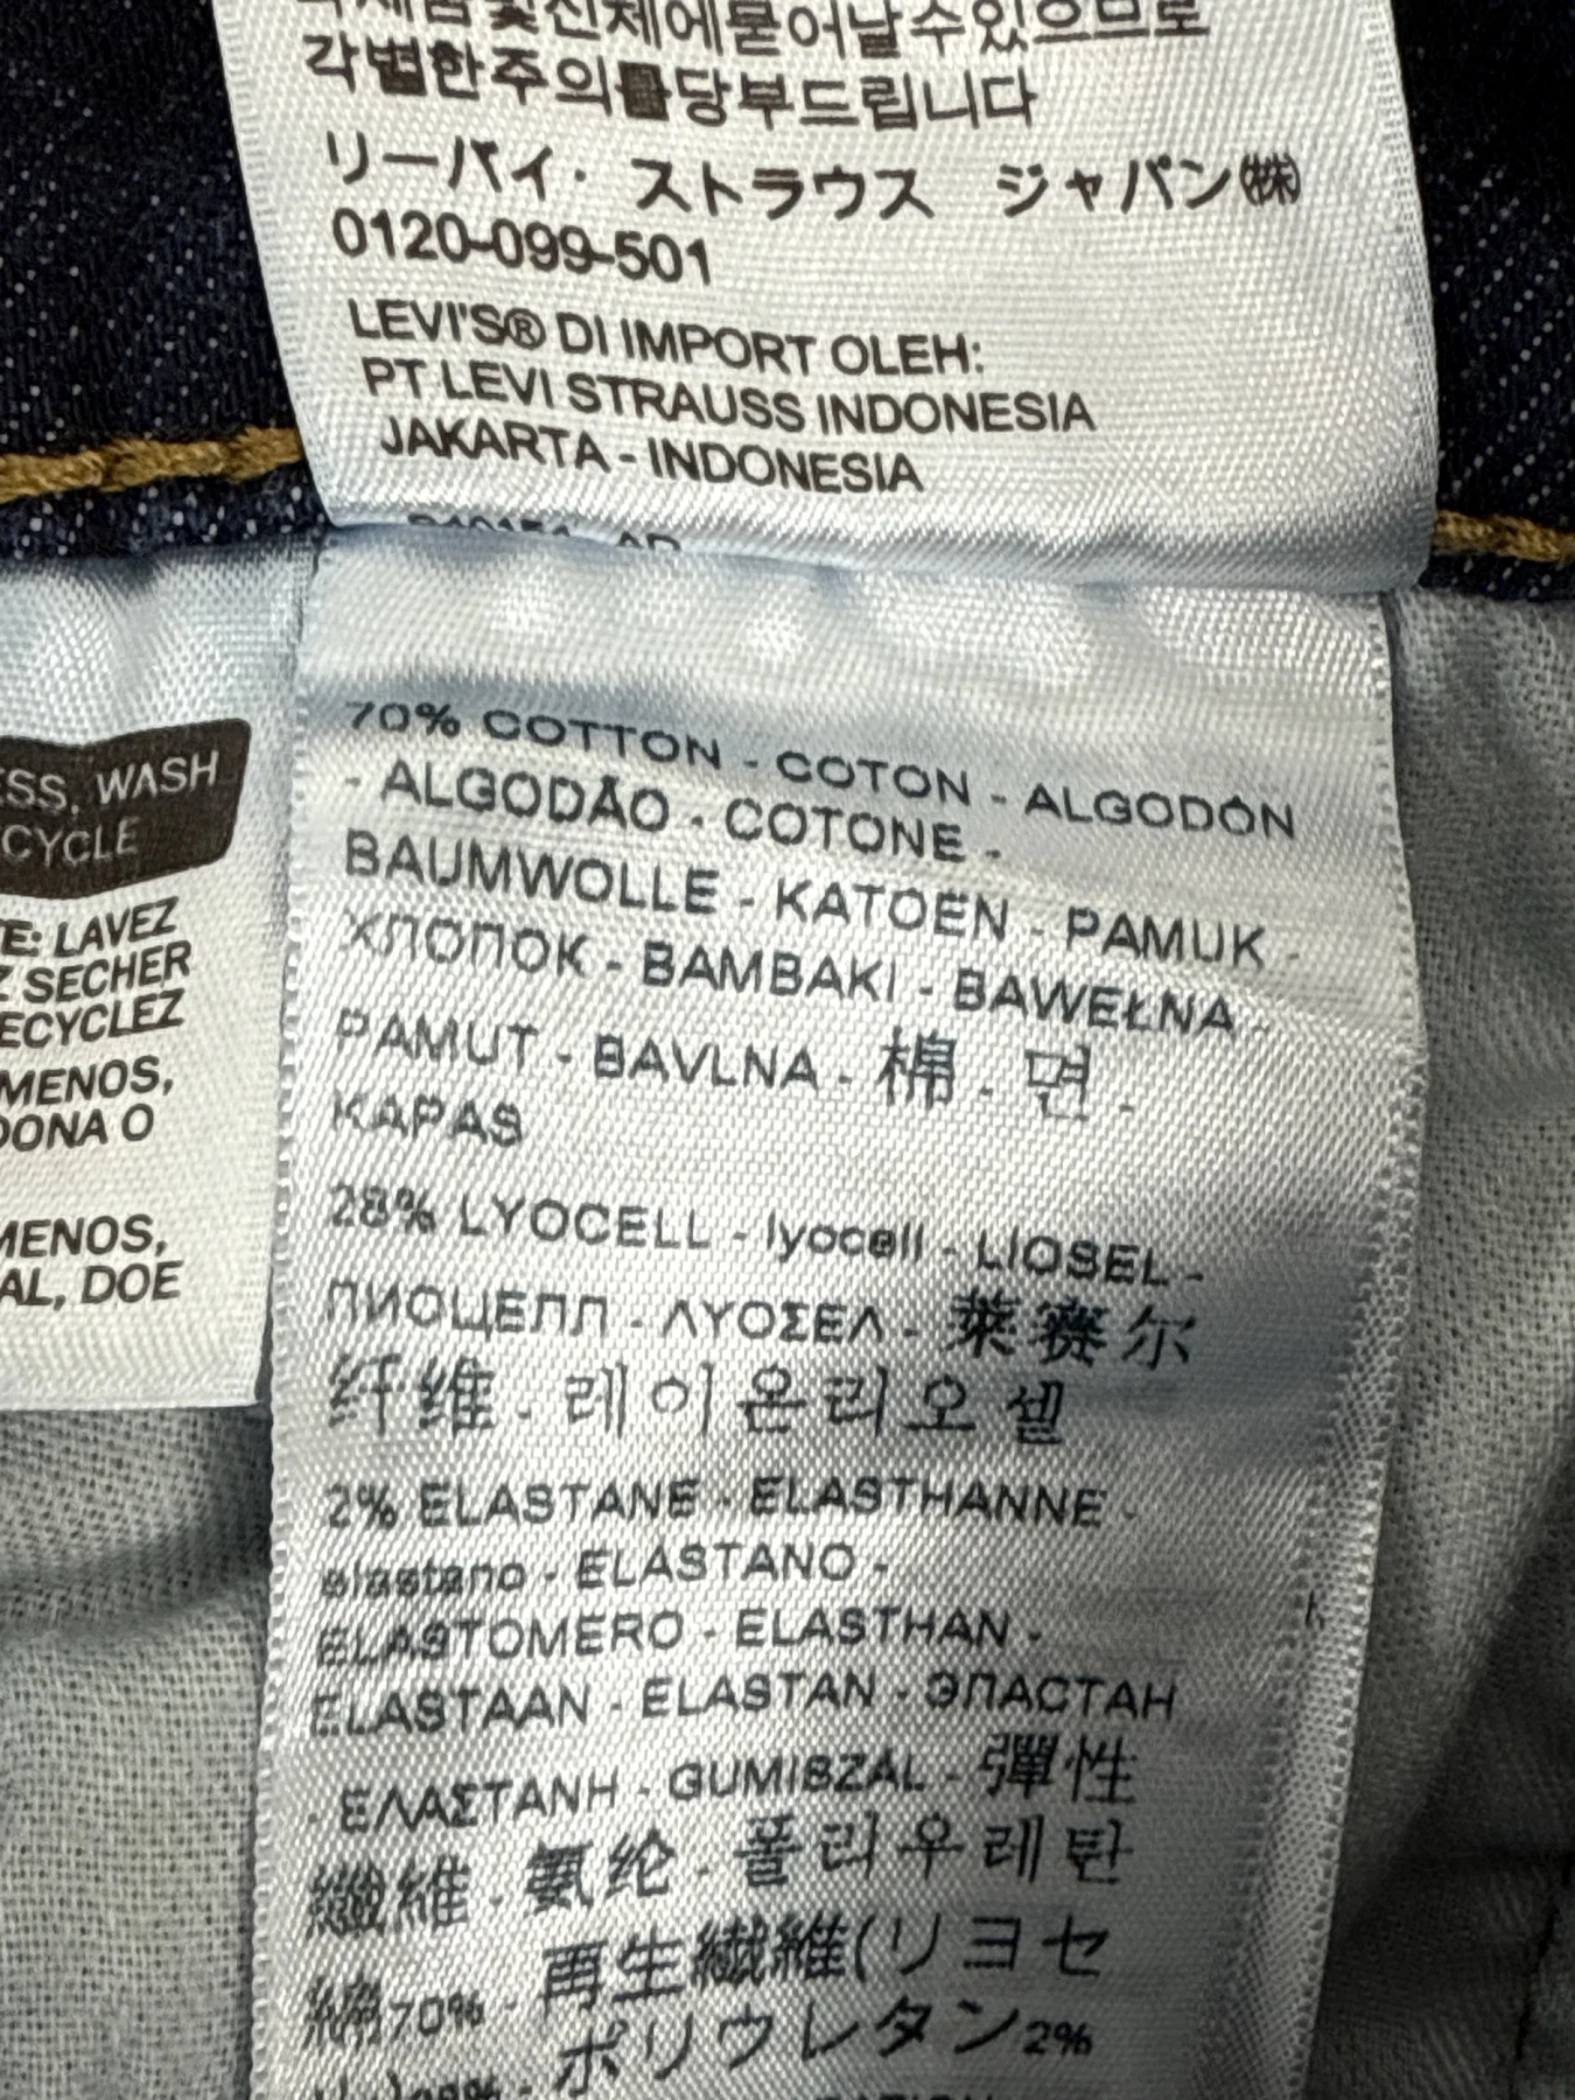 각별한주의를당부드립니다
リーバイ· ストラウス ジャパン㈱
0120-099-501
LEVI'S® DI IMPORT OLEH:
PT LEVI STRAUSS INDONESIA
JAKARTA - INDONESIA
70% COTTON - COTON - ALGODÓN
- ALGODÃO - COTONE -
BAUMWOLLE - KATOEN - PAMUK -
ХЛОПОК - BAMBAKI - BAWEŁNA -
PAMUT - BAVLNA - 棉 - 면 -
KAPAS
28% LYOCELL - lyocell - LİOSEL -
ЛИОЦЕЛЛ - ΛΥΟΣΕΛ - 莱赛尔
纤维 - 레이온리오셀
2% ELASTANE - ELASTHANNE -
elastano - ELASTANO -
ELASTOMERO - ELASTHAN -
ELASTAAN - ELASTAN - ЭЛАСТАН
- ΕΛΑΣΤΑΝΗ - GUMISZÁL - 彈性
纖維 - 氨纶 - 폴리우레탄
綿70% - 再生繊維(リヨセ
ポリウレタン2%
SS, WASH
CYCLE
E: LAVEZ
Z SECHER
ECYCLEZ
MENOS,
DONA O
MENOS,
AL, DOE